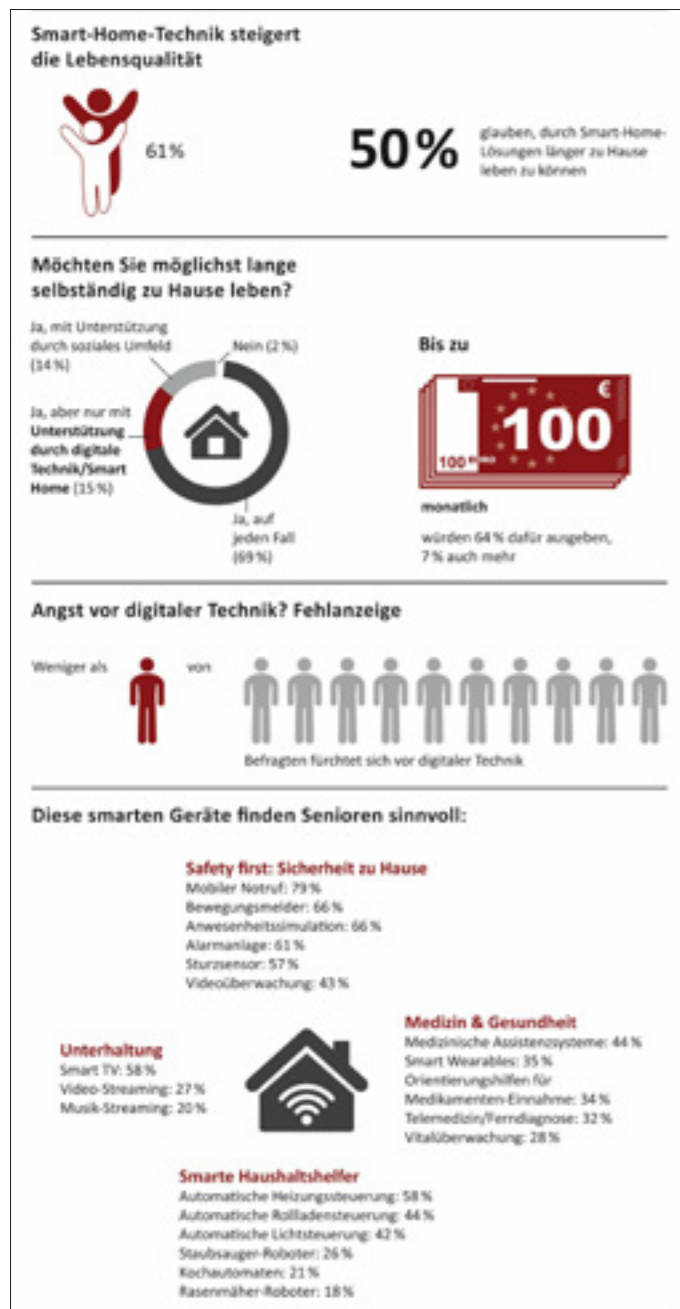 Smart-Home-Technik steigert
die Lebensqualität
61%
50%
glauben, durch Smart-Home-
Lösungen länger zu Hause
leben zu können
Möchten Sie möglichst lange
selbständig zu Hause leben?
Ja, mit Unterstützung
durch soziales Umfeld
(14%)
Nein (2%)
Ja, aber nur mit
Unterstützung
durch digitale
Technik/Smart
Home (15%)
Ja, auf
jeden Fall
(69%)
Bis zu
€
100
100 EURO
monatlich
würden 64% dafür ausgeben,
7% auch mehr
Angst vor digitaler Technik? Fehlanzeige
Weniger als
von
Befragten fürchtet sich vor digitaler Technik
Diese smarten Geräte finden Senioren sinnvoll:
Safety first: Sicherheit zu Hause
Mobiler Notruf: 79%
Bewegungsmelder: 66%
Anwesenheitssimulation: 66%
Alarmanlage: 61%
Sturzsensor: 57%
Videoüberwachung: 43%
Unterhaltung
Smart TV: 58%
Video-Streaming: 27%
Musik-Streaming: 20%
Medizin & Gesundheit
Medizinische Assistenzsysteme: 44%
Smart Wearables: 35%
Orientierungshilfen für
Medikamenten-Einnahme: 34%
Telemedizin/Ferndiagnose: 32%
Vitalüberwachung: 28%
Smarte Haushaltshelfer
Automatische Heizungssteuerung: 58%
Automatische Rollladensteuerung: 44%
Automatische Lichtsteuerung: 42%
Staubsauger-Roboter: 26%
Kochautomaten: 21%
Rasenmäher-Roboter: 18%